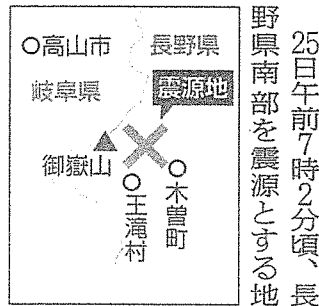 25日午前7時2分頃、長
野県南部を震源とする地
高山市
長野県
岐阜県
震源地
御嶽山
木曽町
王滝村